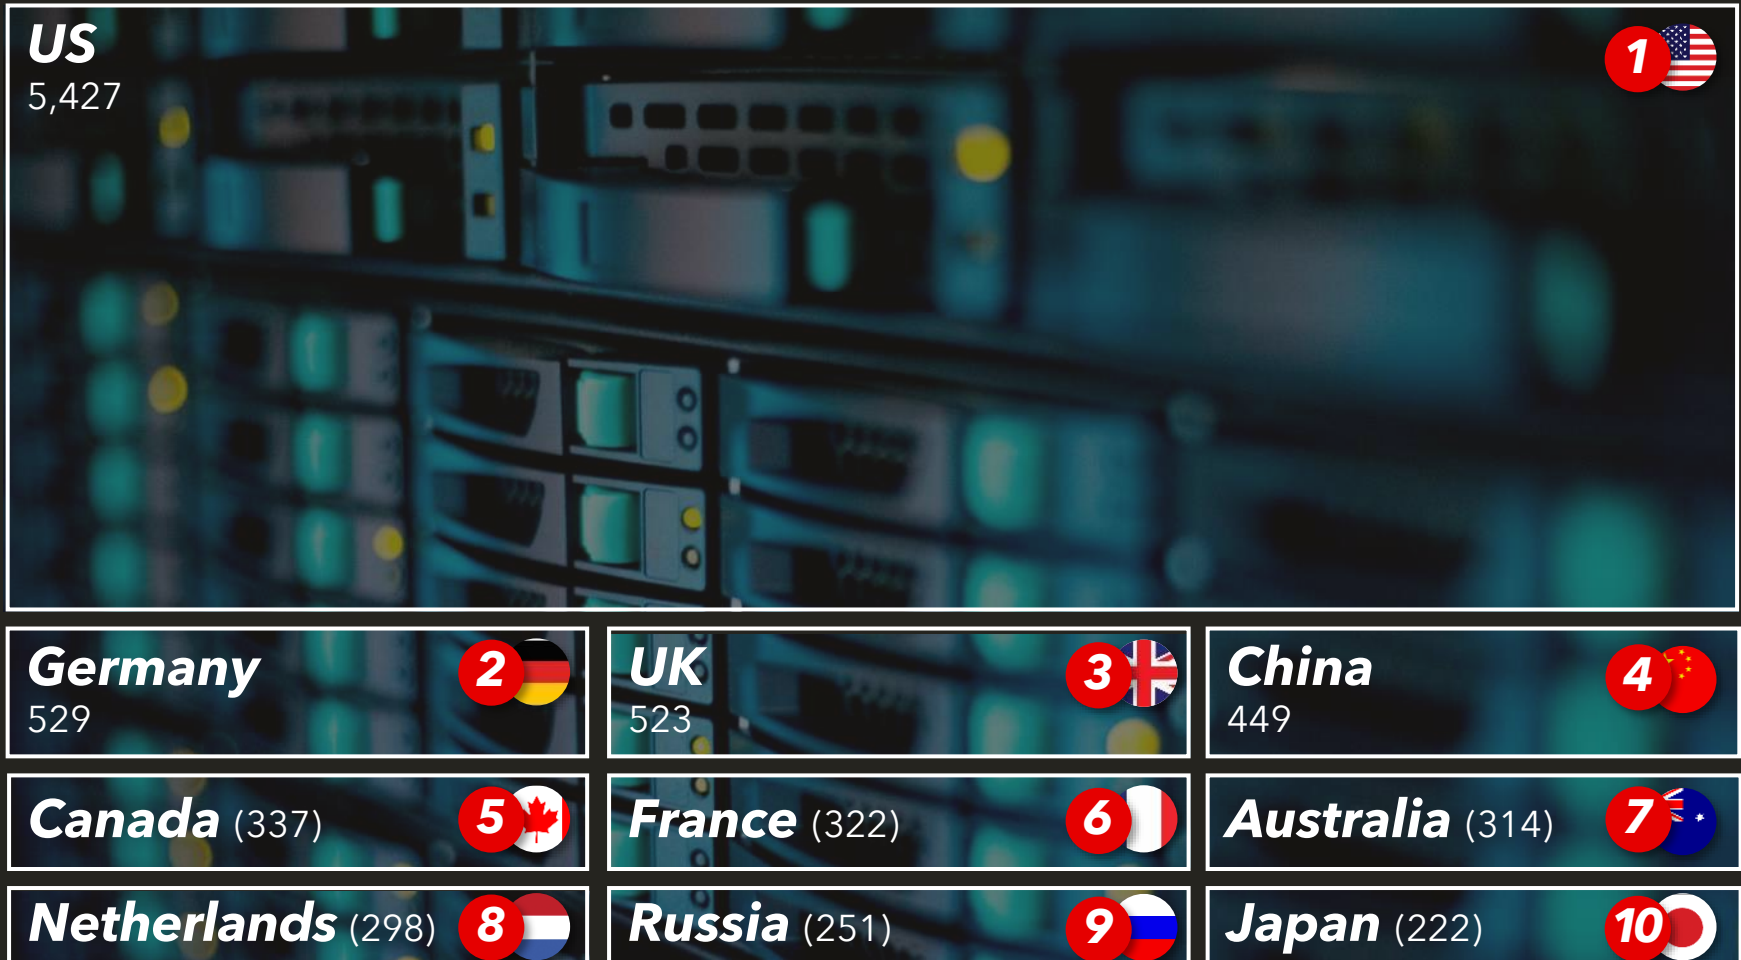 US
5,427
1
Germany
529
2
UK
523
3
China
449
4
Canada (337)
5
France (322)
6
Australia (314)
7
Netherlands (298)
8
Russia (251)
9
Japan (222)
10